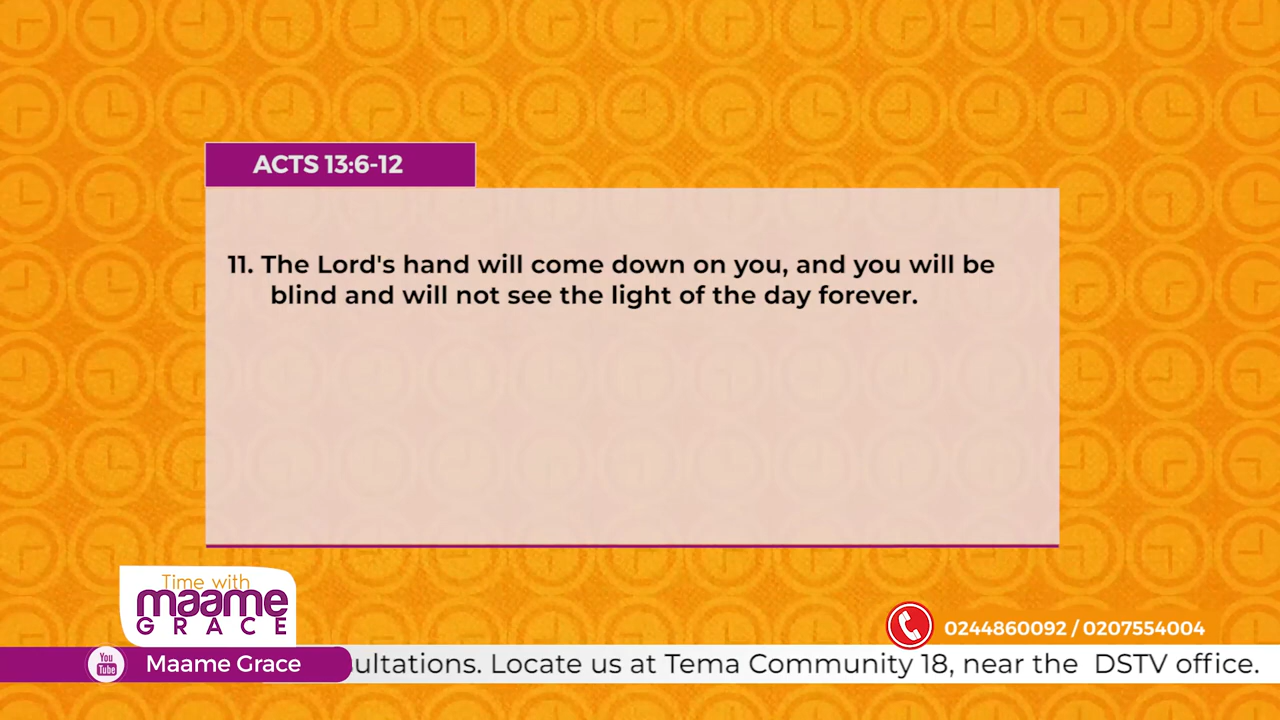 ACTS 13:6-12
11. The Lord's hand will come down on you, and you will be
blind and will not see the light of the day forever.
Time with
maame
GRACE
0244860092 / 0207554004
You
Tube
Maame Grace
Locate us at Tema Community 18, near the DSTV office.